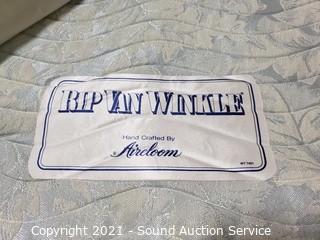 RIP VAN WINKLE
Hand Crafted By
Aireloom
Copyright 2021 - Sound Auction Service